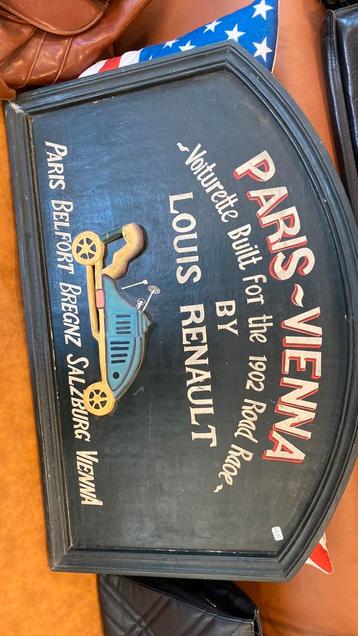 PARIS~VIENNA
~Voiturette Built for the 1902 Road Race~
BY
LOUIS RENAULT
PARIS BELFORT BREGNZ SALZBURG VIENNA